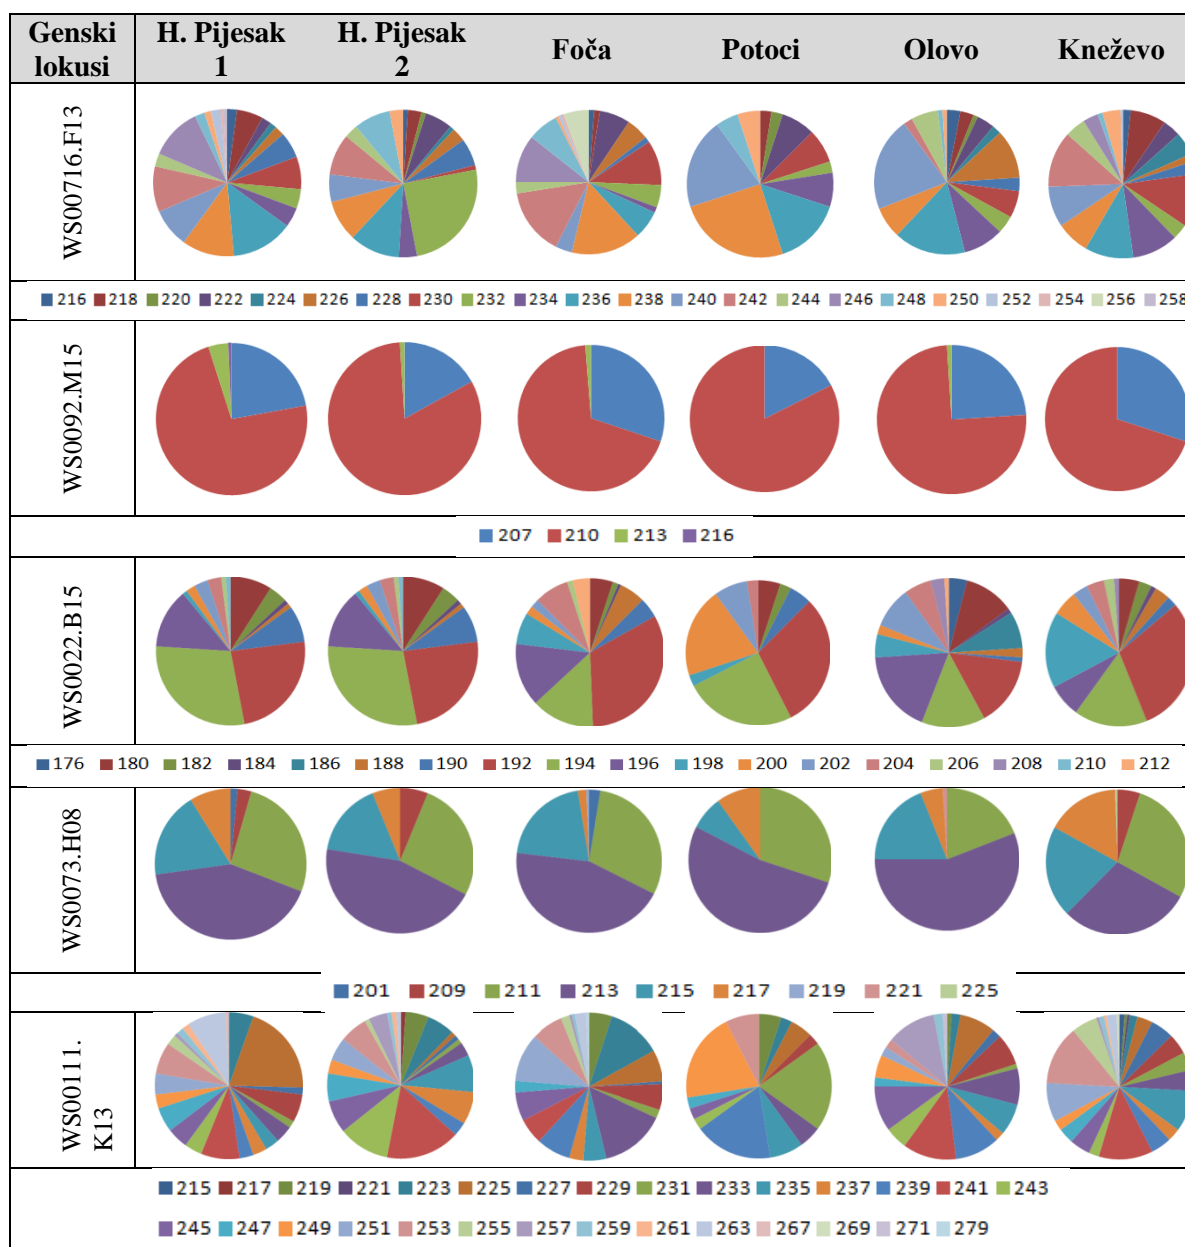 Genski lokusi
H. Pijesak 1
H. Pijesak 2
Foča
Potoci
Olovo
Kneževo
WS00716.F13
216 218 220 222 224 226 228 230 232 234 236 238 240 242 244 246 248 250 252 254 256 258
WS0092.M15
207 210 213 216
WS0022.B15
176 180 182 184 186 188 190 192 194 196 198 200 202 204 206 208 210 212
WS0073.H08
201 209 211 213 215 217 219 221 225
WS00111.
K13
215 217 219 221 223 225 227 229 231 233 235 237 239 241 243
245 247 249 251 253 255 257 259 261 263 267 269 271 279